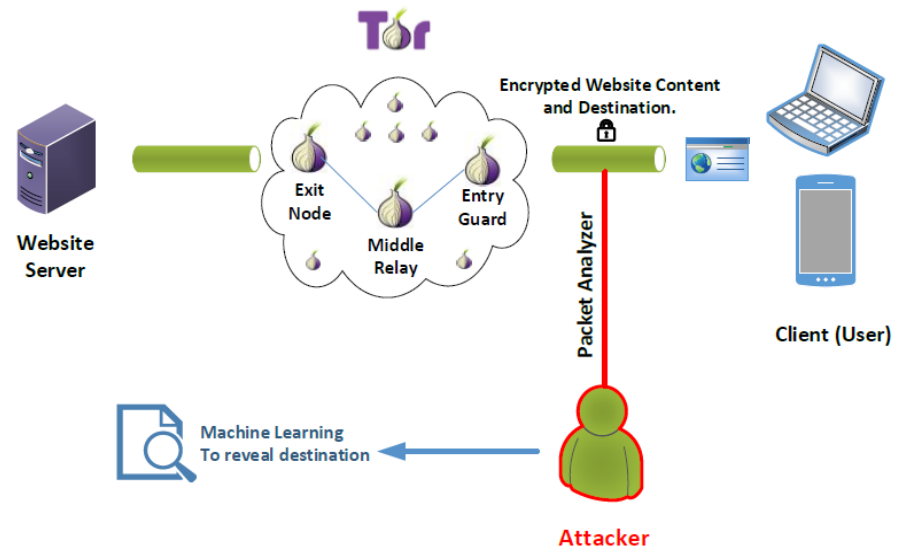 Tor
Encrypted Website Content
and Destination.
Exit
Node
Entry
Guard
Middle
Relay
Website
Server
Packet Analyzer
Client (User)
Machine Learning
To reveal destination
Attacker